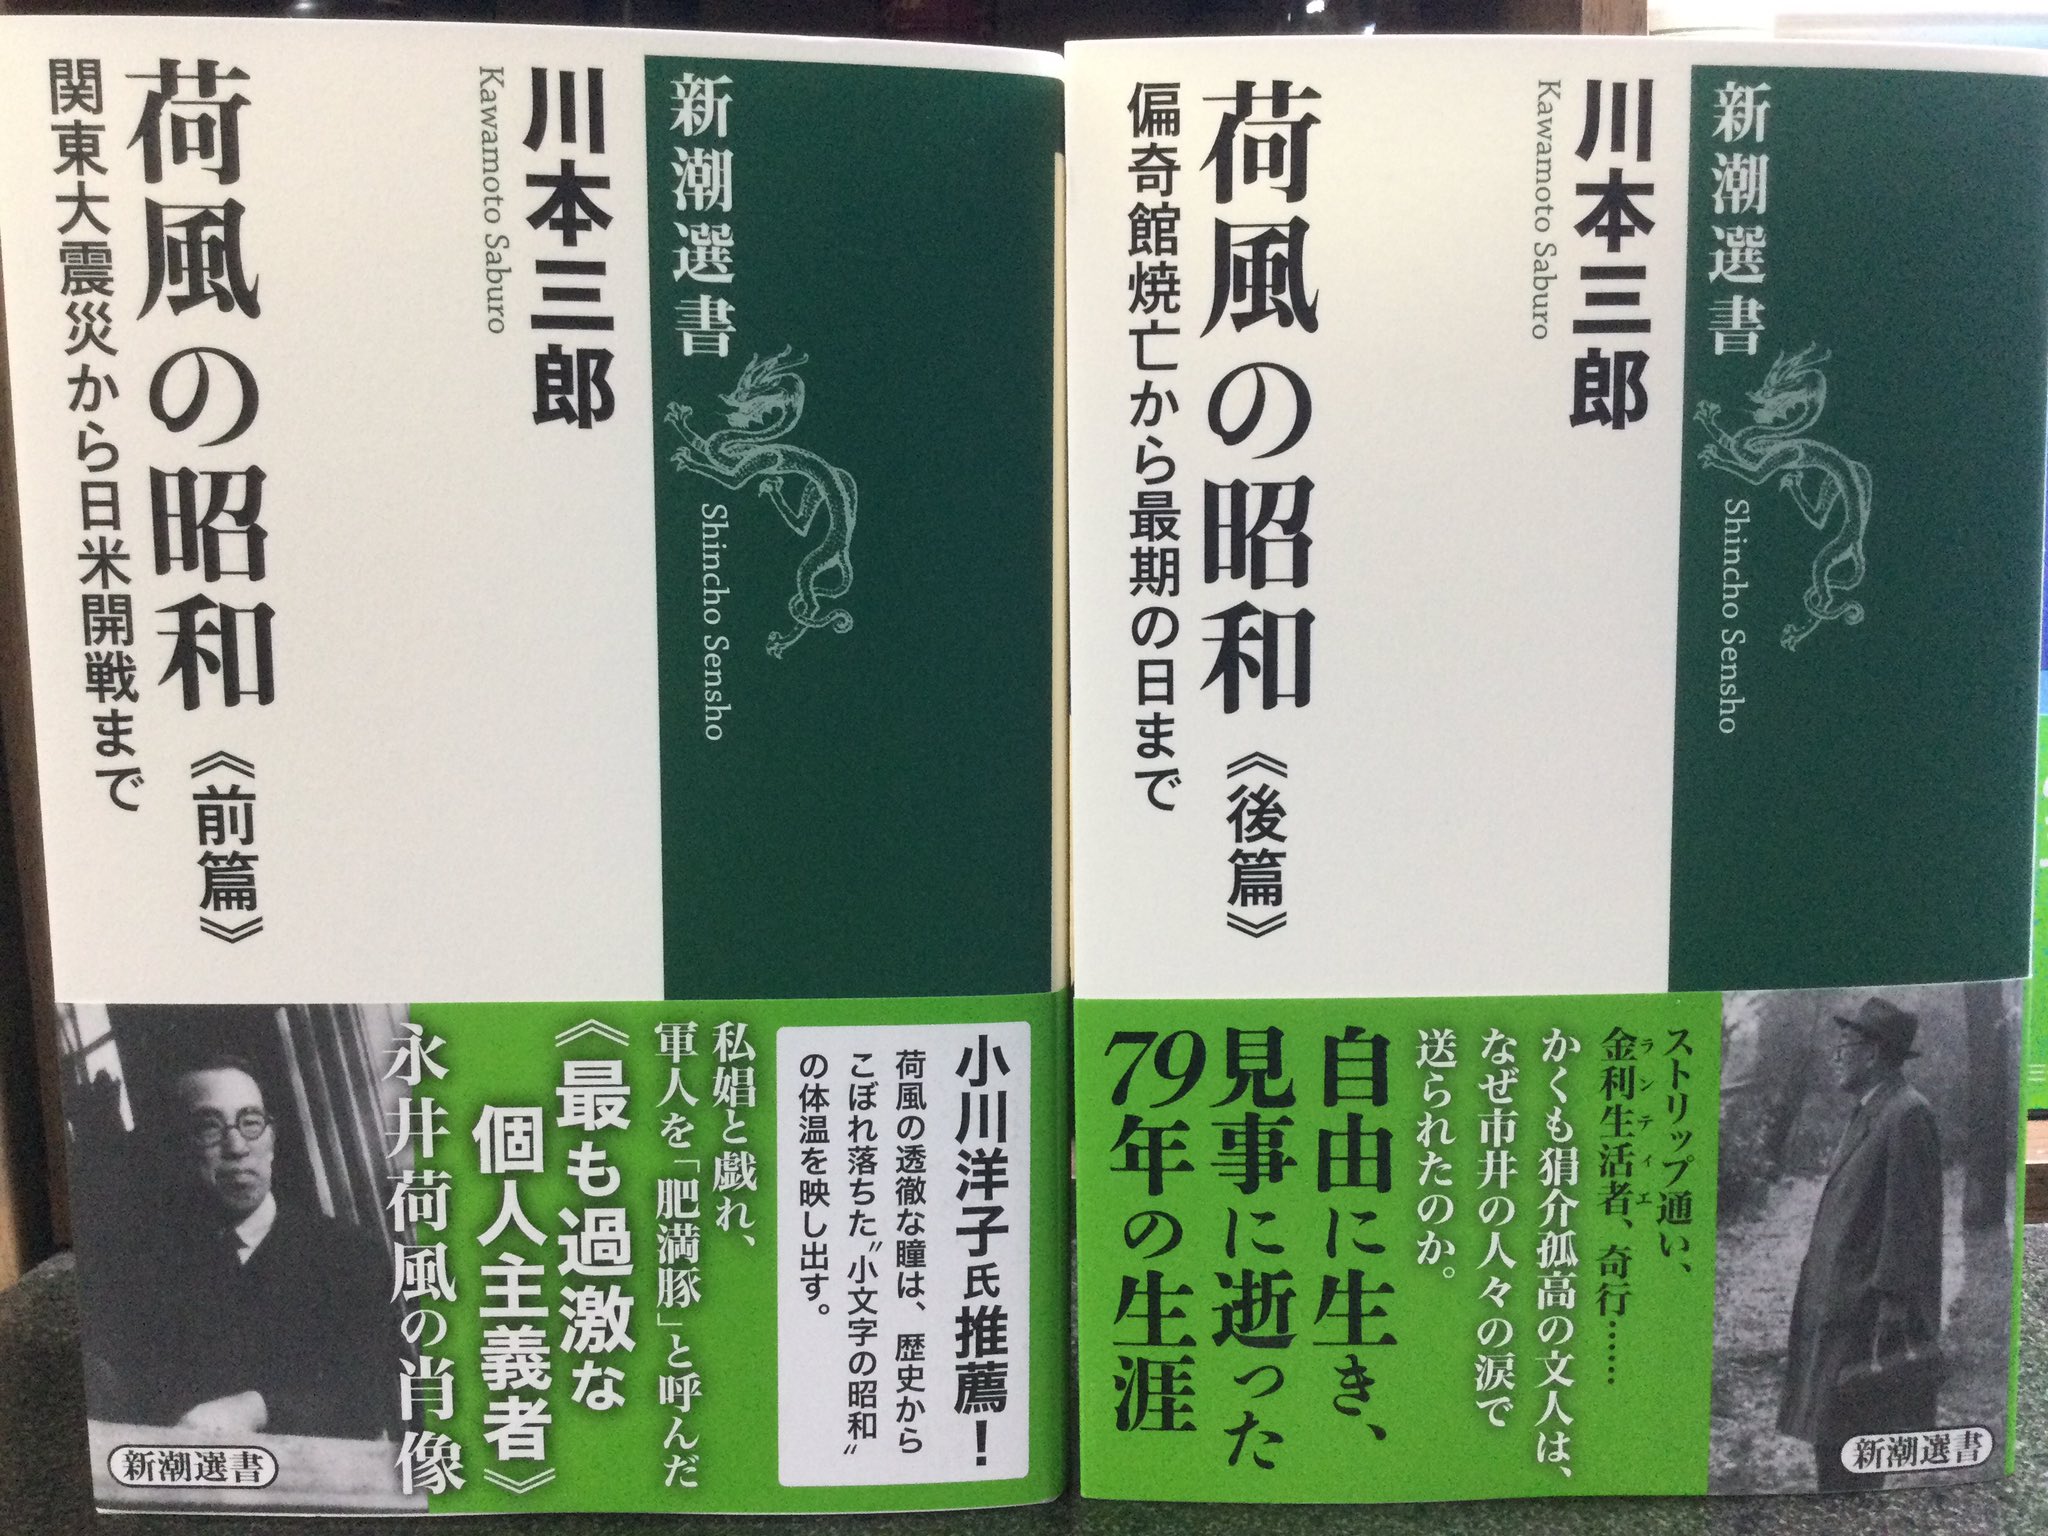 新潮選書
Shincho Sensho
川本三郎
Kawamoto Saburo
荷風の昭和《前篇》
関東大震災から日米開戦まで
小川洋子氏推薦！
荷風の透徹な瞳は、歴史から
こぼれ落ちた〝小文字の昭和〟
の体温を映し出す。
私娼と戯れ、
軍人を「肥満豚」と呼んだ
《最も過激な
個人主義者》
永井荷風の肖像
新潮選書
新潮選書
Shincho Sensho
川本三郎
Kawamoto Saburo
荷風の昭和《後篇》
偏奇館焼亡から最期の日まで
ストリップ通い、
金利生活者、奇行……
ランティエ
かくも狷介孤高の文人は、
なぜ市井の人々の涙で
送られたのか。
自由に生き、
見事に逝った
79年の生涯
新潮選書